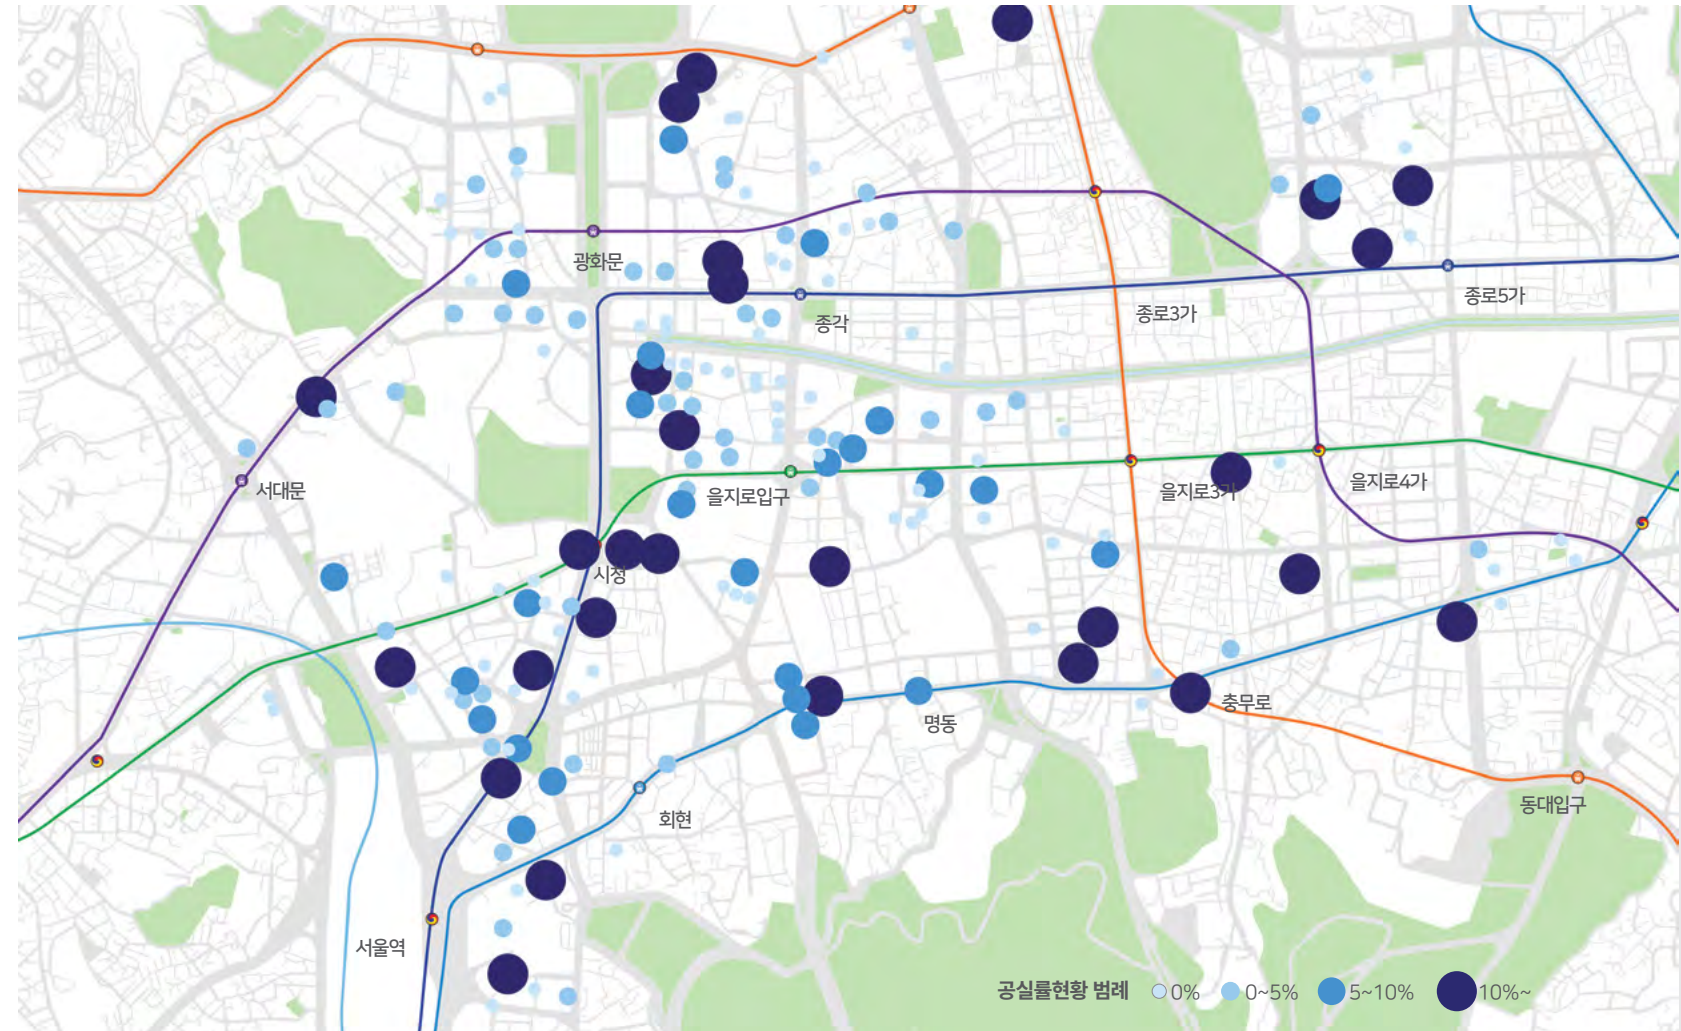 광화문
종로5가
종로3가
종각
을지로4가
서대문
을지로3가
을지로입구
시청
충무로
명동
동대입구
회현
서울역
공실률현황 범례 0% 0~5% 5~10% 10%~